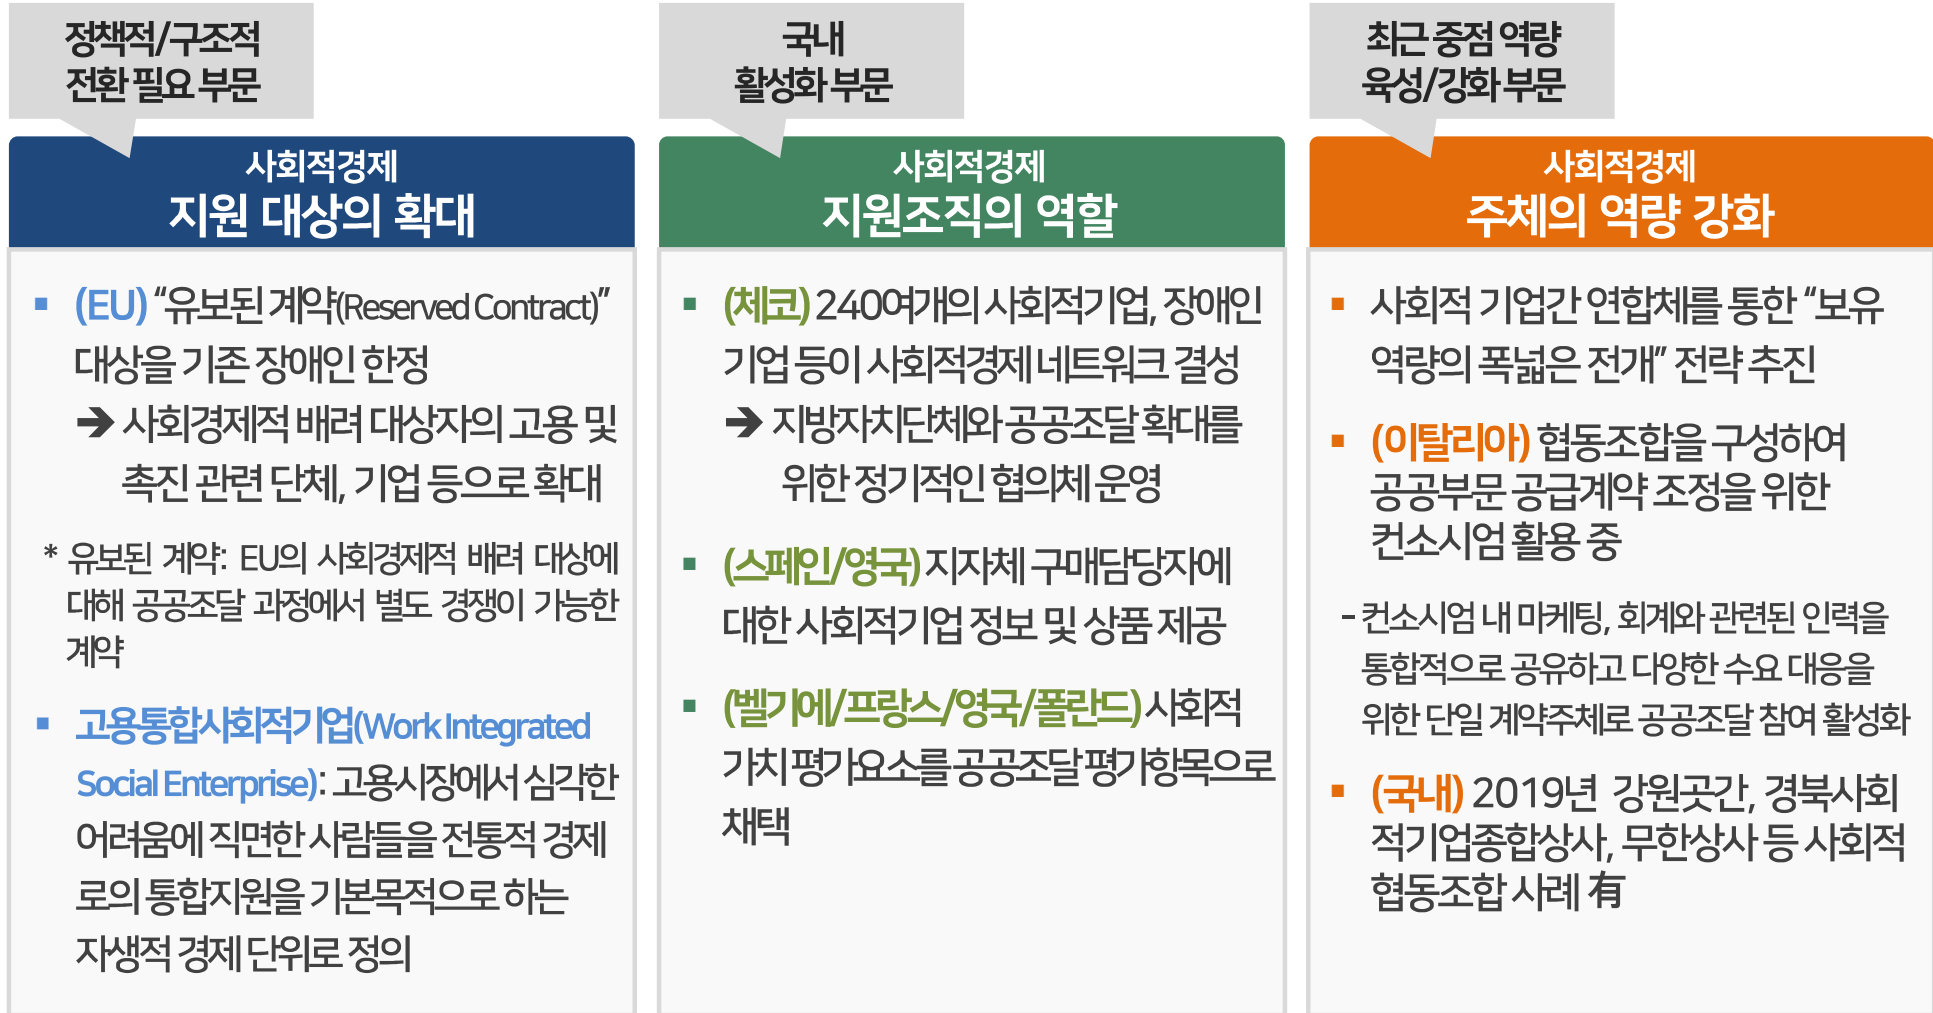 정책적/구조적
전환 필요 부문
사회적경제
지원 대상의 확대
▪ (EU) “유보된 계약(Reserved Contract)”
대상을 기존 장애인 한정
➔ 사회경제적 배려 대상자의 고용 및
촉진 관련 단체, 기업 등으로 확대
* 유보된 계약: EU의 사회경제적 배려 대상에
대해 공공조달 과정에서 별도 경쟁이 가능한
계약
▪ 고용통합사회적기업(Work Integrated
Social Enterprise): 고용시장에서 심각한
어려움에 직면한 사람들을 전통적 경제
로의 통합지원을 기본목적으로 하는
자생적 경제 단위로 정의
국내
활성화 부문
사회적경제
지원조직의 역할
▪ (체코) 240여개의 사회적기업, 장애인
기업 등이 사회적경제 네트워크 결성
➔ 지방자치단체와 공공조달 확대를
위한 정기적인 협의체 운영
▪ (스페인/영국) 지자체 구매담당자에
대한 사회적기업 정보 및 상품 제공
▪ (벨기에/프랑스/영국/폴란드) 사회적
가치 평가요소를 공공조달 평가항목으로
채택
최근 중점 역량
육성/강화 부문
사회적경제
주체의 역량 강화
▪ 사회적 기업간 연합체를 통한 “보유
역량의 폭넓은 전개” 전략 추진
▪ (이탈리아) 협동조합을 구성하여
공공부문 공급계약 조정을 위한
컨소시엄 활용 중
- 컨소시엄 내 마케팅, 회계와 관련된 인력을
통합적으로 공유하고 다양한 수요 대응을
위한 단일 계약주체로 공공조달 참여 활성화
▪ (국내) 2019년 강원곳간, 경북사회
적기업종합상사, 무한상사 등 사회적
협동조합 사례 有